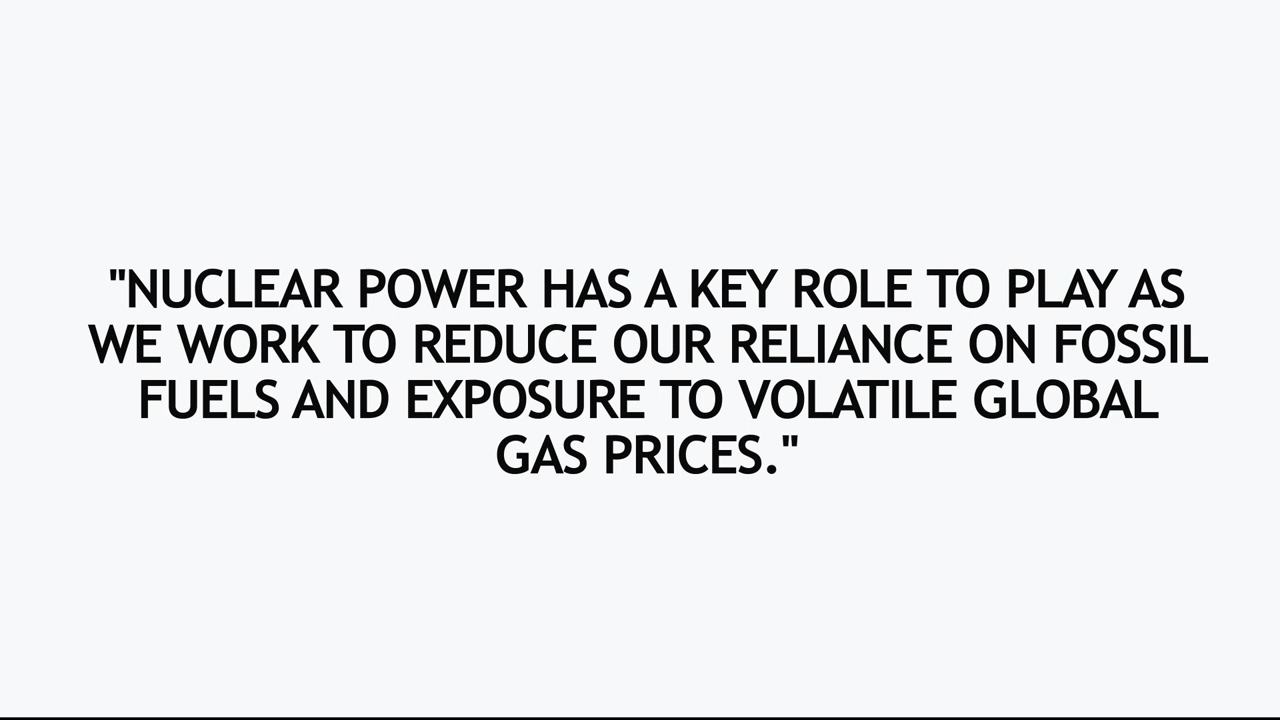 "NUCLEAR POWER HAS A KEY ROLE TO PLAY AS
WE WORK TO REDUCE OUR RELIANCE ON FOSSIL
FUELS AND EXPOSURE TO VOLATILE GLOBAL
GAS PRICES."